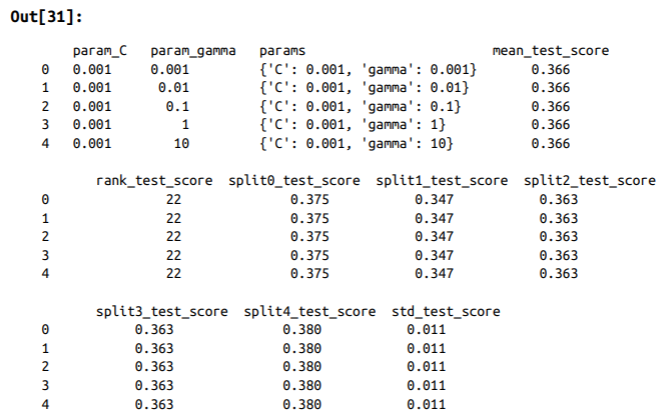 Out[31]:
param_C param_gamma params mean_test_score
0 0.001 0.001 {'C': 0.001, 'gamma': 0.001} 0.366
1 0.001 0.01 {'C': 0.001, 'gamma': 0.01} 0.366
2 0.001 0.1 {'C': 0.001, 'gamma': 0.1} 0.366
3 0.001 1 {'C': 0.001, 'gamma': 1} 0.366
4 0.001 10 {'C': 0.001, 'gamma': 10} 0.366
rank_test_score split0_test_score split1_test_score split2_test_score
0 22 0.375 0.347 0.363
1 22 0.375 0.347 0.363
2 22 0.375 0.347 0.363
3 22 0.375 0.347 0.363
4 22 0.375 0.347 0.363
split3_test_score split4_test_score std_test_score
0 0.363 0.380 0.011
1 0.363 0.380 0.011
2 0.363 0.380 0.011
3 0.363 0.380 0.011
4 0.363 0.380 0.011